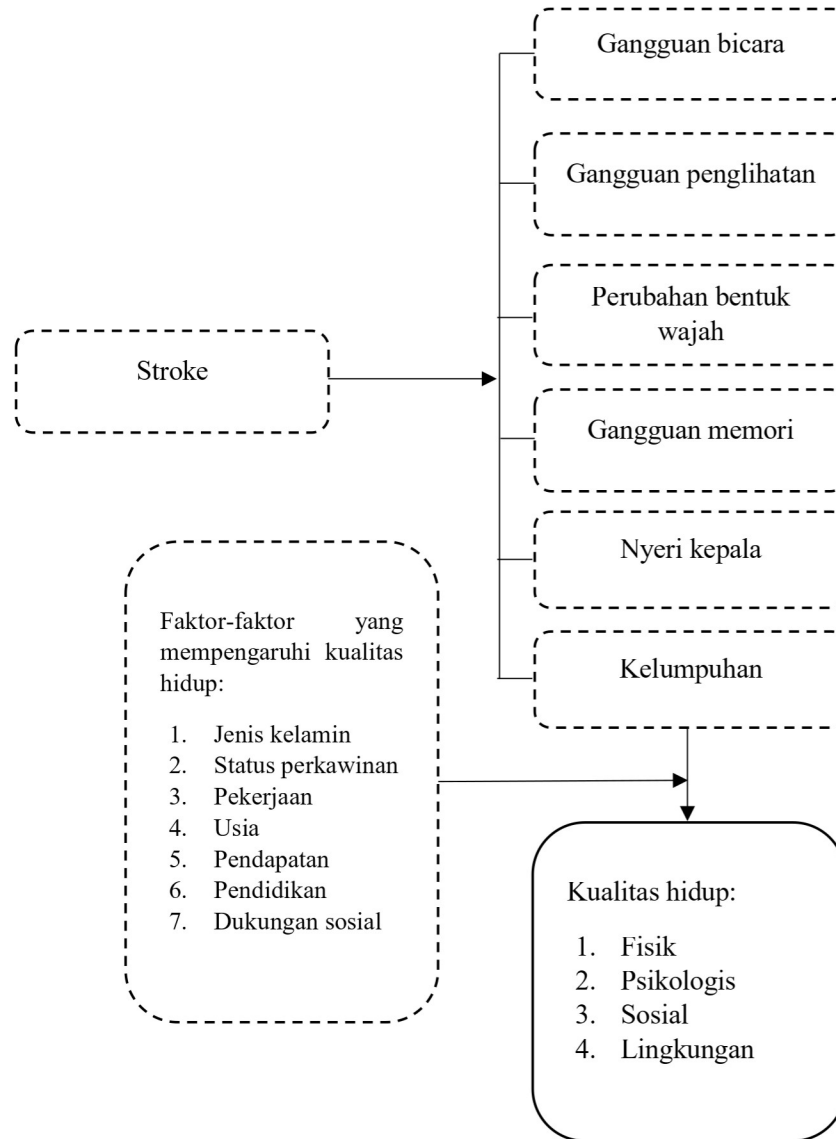 Gangguan bicara
Gangguan penglihatan
Perubahan bentuk
wajah
Stroke
Gangguan memori
Nyeri kepala
Kelumpuhan
Faktor-faktor yang
mempengaruhi kualitas
hidup:
1. Jenis kelamin
2. Status perkawinan
3. Pekerjaan
4. Usia
5. Pendapatan
6. Pendidikan
7. Dukungan sosial
Kualitas hidup:
1. Fisik
2. Psikologis
3. Sosial
4. Lingkungan